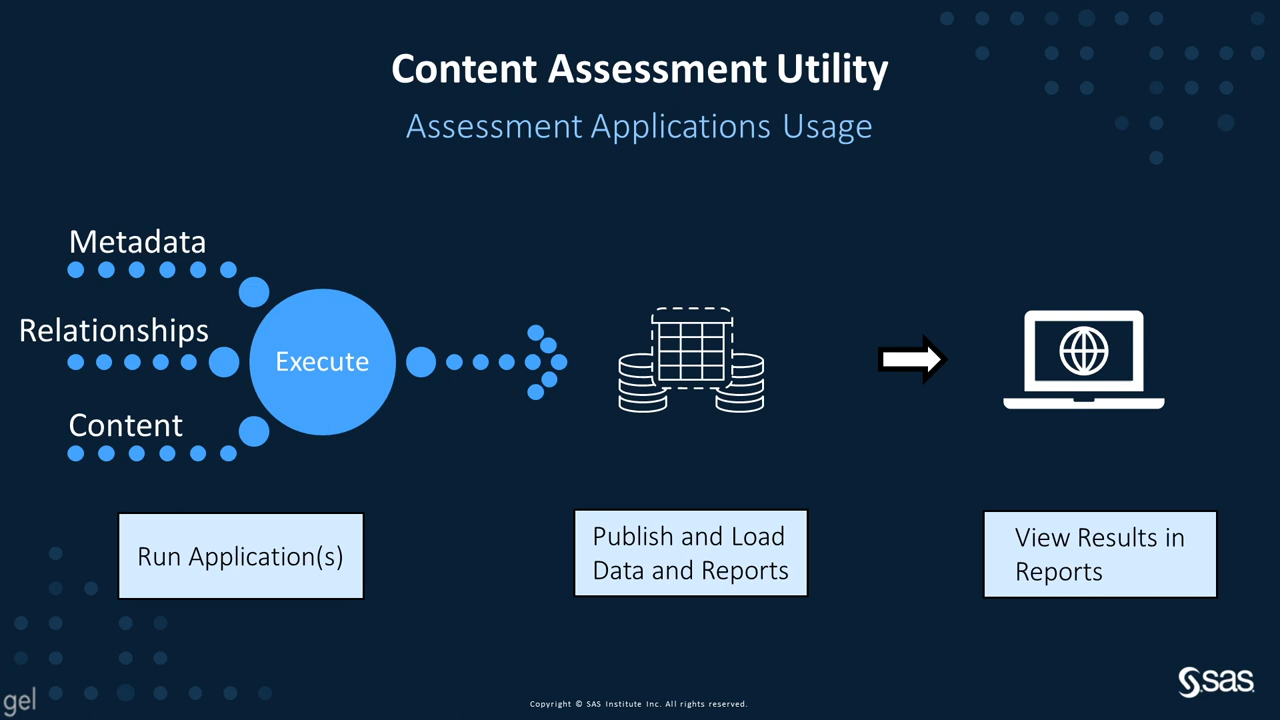 Content Assessment Utility
Assessment Applications Usage
Metadata
Relationships
Execute
Content
Run Application(s)
Publish and Load
Data and Reports
View Results in
Reports
gel
Copyright © SAS Institute Inc. All rights reserved.
sas